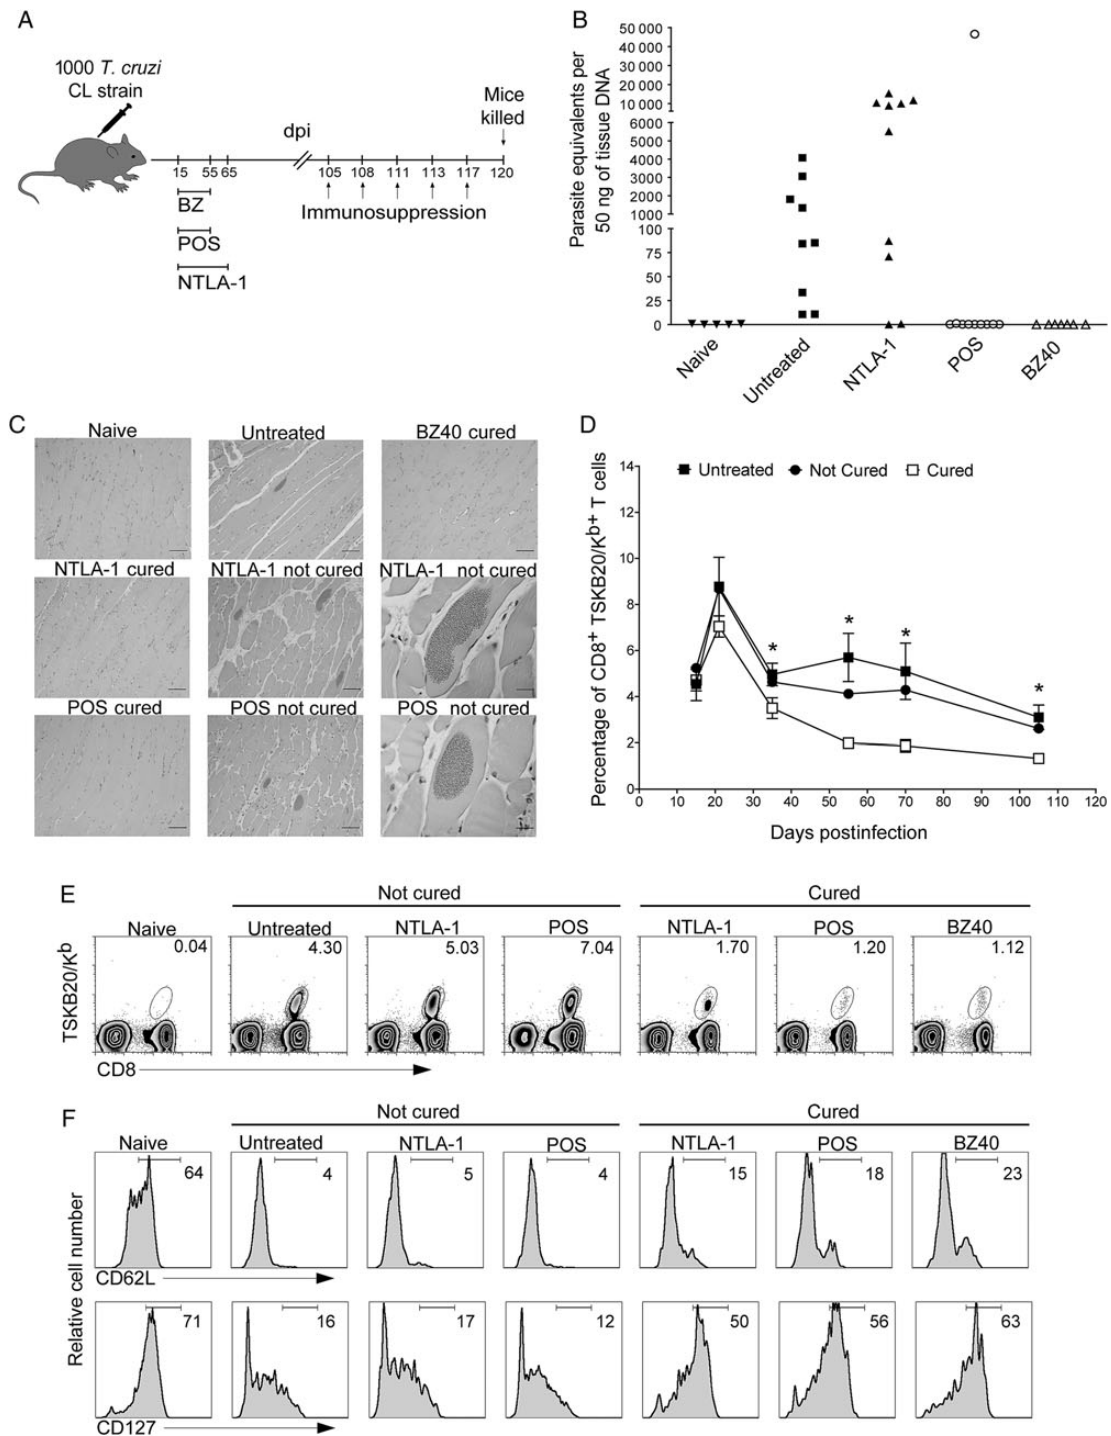 A
1000 T. cruzi
CL strain
Mice
killed
dpi
15 55 65 105 108 111 113 117 120
BZ
Immunosuppression
POS
NTLA-1
B
Parasite equivalents per
50 ng of tissue DNA
50 000
40 000
30 000
20 000
10 000
6000
5000
4000
3000
2000
1000
100
75
50
25
0
Naive Untreated NTLA-1 POS BZ40
C
Naive Untreated BZ40 cured
NTLA-1 cured NTLA-1 not cured NTLA-1 not cured
POS cured POS not cured POS not cured
D
Percentage of CD8+ TSKB20/Kb+ T cells
14
12
10
8
6
4
2
0
Untreated Not Cured Cured
* * * *
0 10 20 30 40 50 60 70 80 90 100 110 120
Days postinfection
E
Not cured Cured
Naive Untreated NTLA-1 POS NTLA-1 POS BZ40
0.04 4.30 5.03 7.04 1.70 1.20 1.12
TSKB20/Kb
CD8
F
Not cured Cured
Naive Untreated NTLA-1 POS NTLA-1 POS BZ40
64 4 5 4 15 18 23
Relative cell number
CD62L
71 16 17 12 50 56 63
CD127